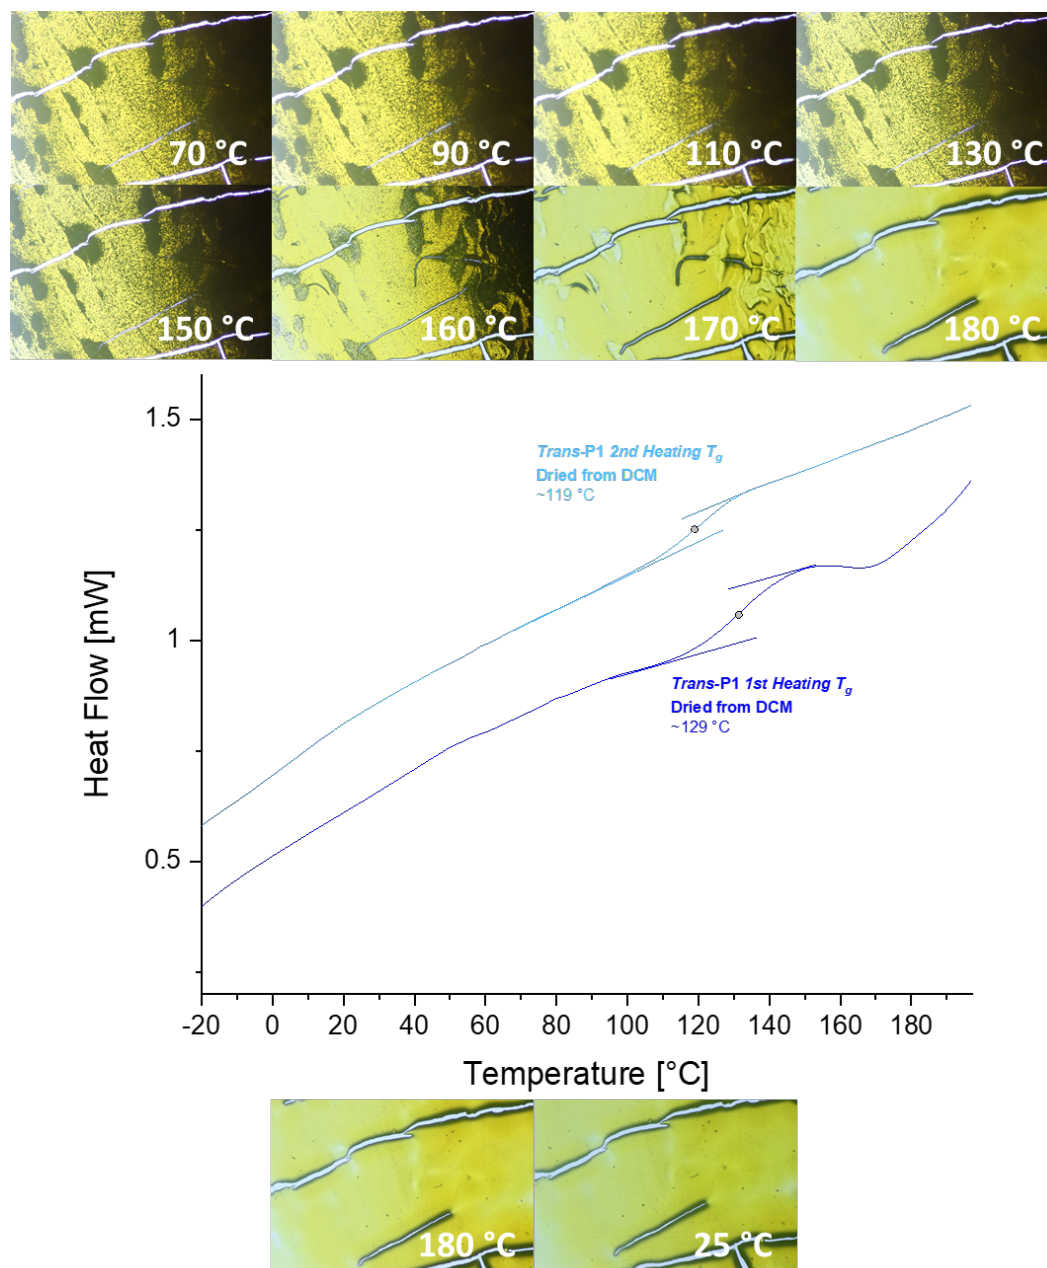 70 °C
90 °C
110 °C
130 °C
150 °C
160 °C
170 °C
180 °C
1.5
Trans-P1 2nd Heating Tg
Dried from DCM
~119 °C
Heat Flow [mW]
1
Trans-P1 1st Heating Tg
Dried from DCM
~129 °C
0.5
-20 0 20 40 60 80 100 120 140 160 180
Temperature [°C]
180 °C
25 °C